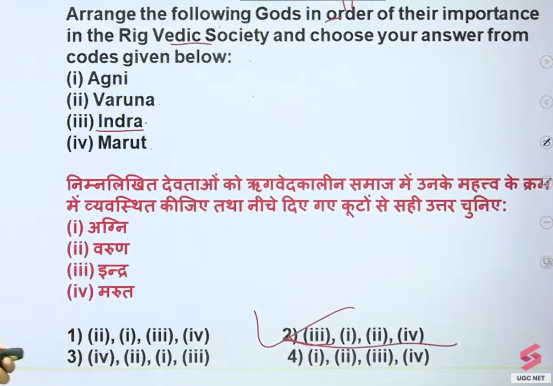 Arrange the following Gods in order of their importance
in the Rig Vedic Society and choose your answer from
codes given below:
(i) Agni
(ii) Varuna
(iii) Indra
(iv) Marut
निम्नलिखित देवताओं को ऋगवेदकालीन समाज में उनके महत्त्व के क्रम
में व्यवस्थित कीजिए तथा नीचे दिए गए कूटों से सही उत्तर चुनिए:
(i) अग्नि
(ii) वरुण
(iii) इन्द्र
(iv) मरुत
1) (ii), (i), (iii), (iv) 2) (iii), (i), (ii), (iv)
3) (iv), (ii), (i), (iii) 4) (i), (ii), (iii), (iv)
UGC NET